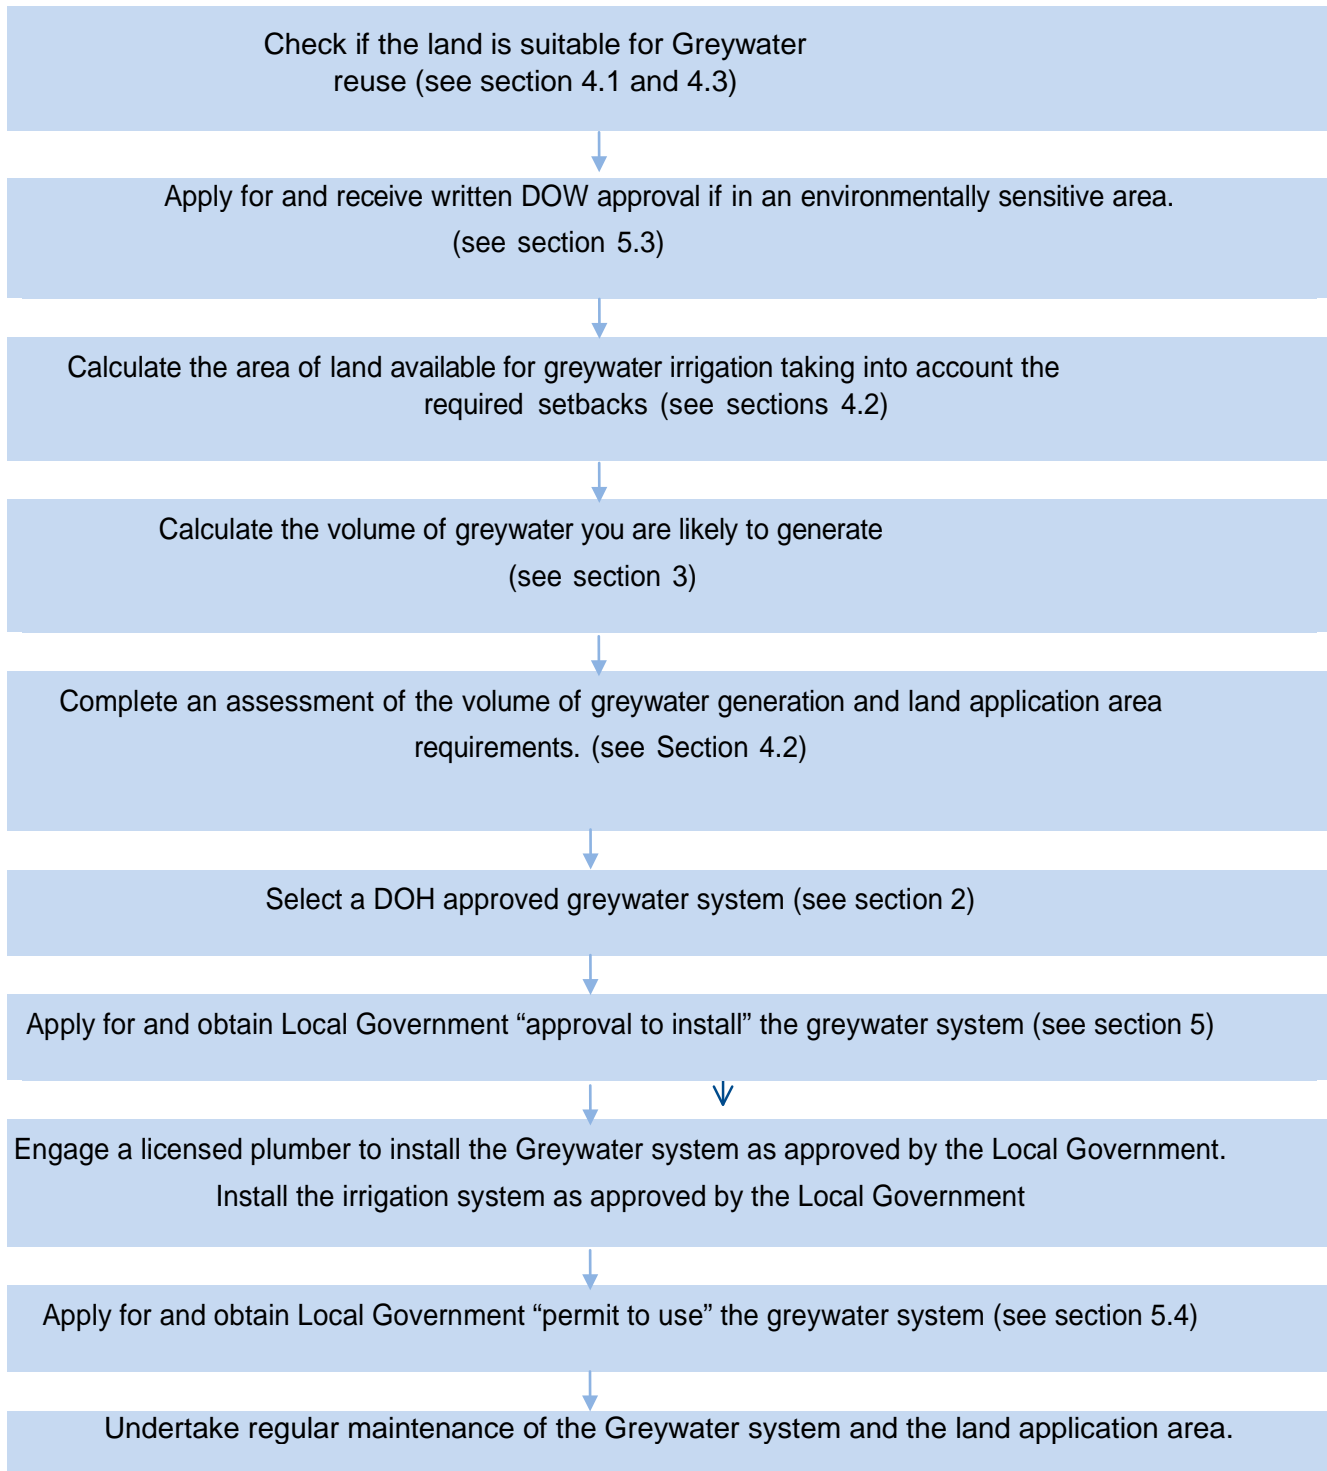 Check if the land is suitable for Greywater
reuse (see section 4.1 and 4.3)
Apply for and receive written DOW approval if in an environmentally sensitive area.
(see section 5.3)
Calculate the area of land available for greywater irrigation taking into account the
required setbacks (see sections 4.2)
Calculate the volume of greywater you are likely to generate
(see section 3)
Complete an assessment of the volume of greywater generation and land application area
requirements. (see Section 4.2)
Select a DOH approved greywater system (see section 2)
Apply for and obtain Local Government “approval to install” the greywater system (see section 5)
Engage a licensed plumber to install the Greywater system as approved by the Local Government.
Install the irrigation system as approved by the Local Government
Apply for and obtain Local Government “permit to use” the greywater system (see section 5.4)
Undertake regular maintenance of the Greywater system and the land application area.